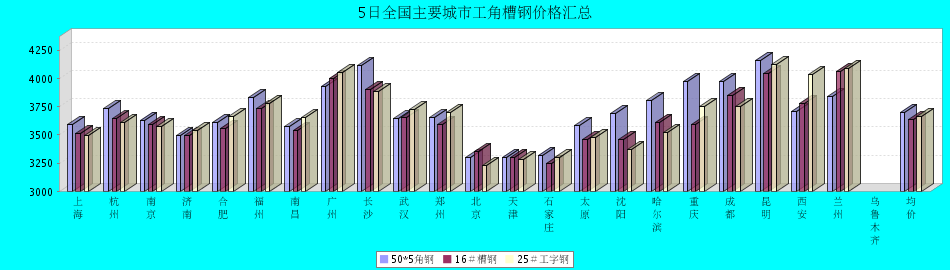 5日全国主要城市工角槽钢价格汇总
4250
4000
3750
3500
3250
3000
上海
杭州
南京
济南
合肥
福州
南昌
广州
长沙
武汉
郑州
北京
天津
石家庄
太原
沈阳
哈尔滨
重庆
成都
昆明
西安
兰州
乌鲁木齐
均价
50*5角钢 16#槽钢 25#工字钢